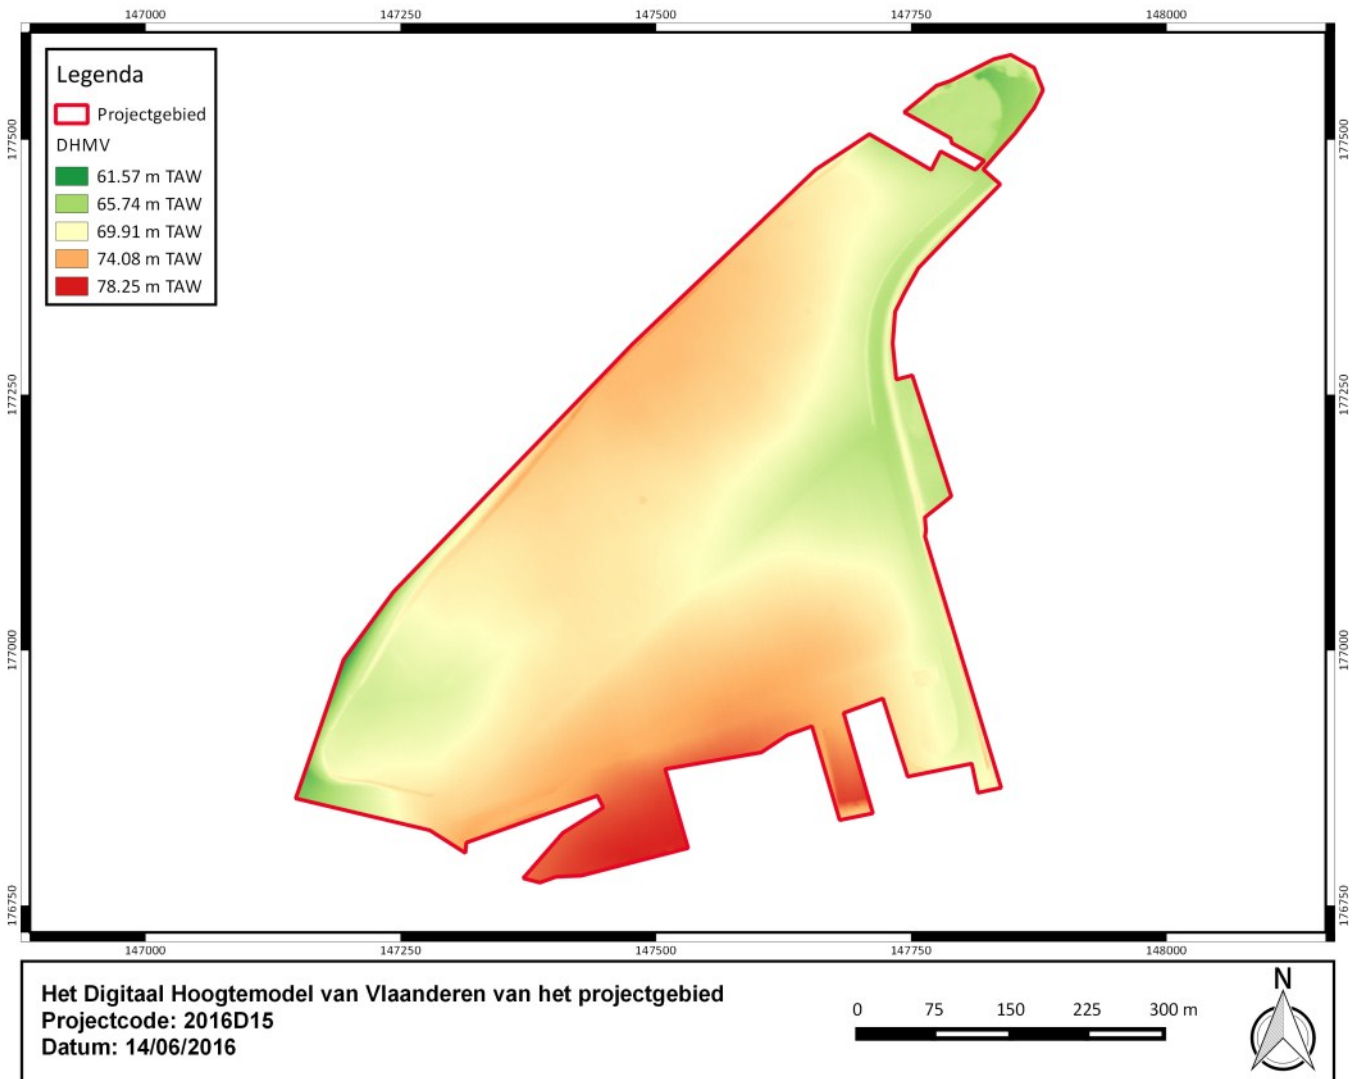 147000 147250 147500 147750 148000
Legenda
Projectgebied
DHMV
61.57 m TAW
65.74 m TAW
69.91 m TAW
74.08 m TAW
78.25 m TAW
177500 177500
177250 177250
177000 177000
176750 176750
147000 147250 147500 147750 148000
Het Digitaal Hoogtemodel van Vlaanderen van het projectgebied
Projectcode: 2016D15
Datum: 14/06/2016
0 75 150 225 300 m
N